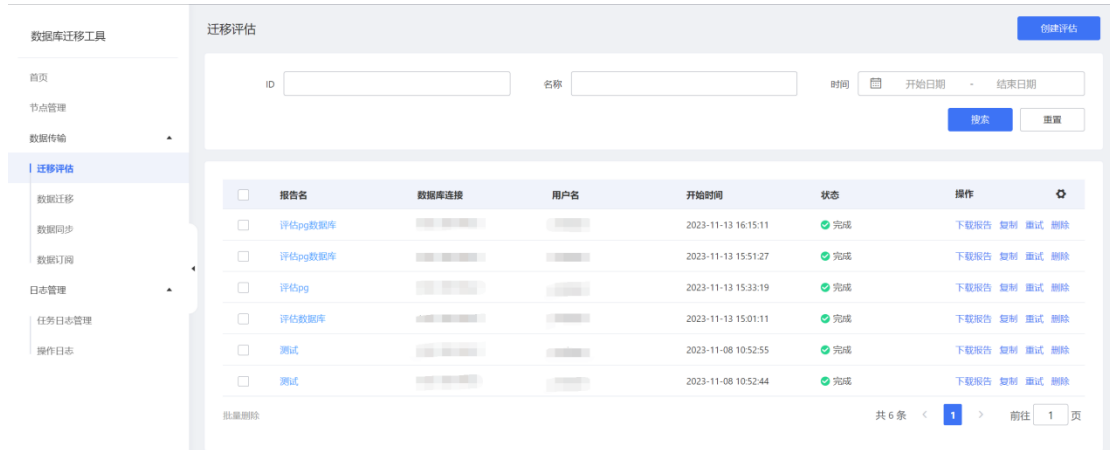 数据库迁移工具
首页
节点管理
数据传输
迁移评估
数据迁移
数据同步
数据订阅
日志管理
任务日志管理
操作日志
迁移评估 创建评估
ID 名称 时间 开始日期 - 结束日期
搜索 重置
报告名 数据库连接 用户名 开始时间 状态 操作
评估pg数据库 2023-11-13 16:15:11 完成 下载报告 复制 重试 删除
评估pg数据库 2023-11-13 15:51:27 完成 下载报告 复制 重试 删除
评估pg 2023-11-13 15:33:19 完成 下载报告 复制 重试 删除
评估数据库 2023-11-13 15:01:11 完成 下载报告 复制 重试 删除
测试 2023-11-08 10:52:55 完成 下载报告 复制 重试 删除
测试 2023-11-08 10:52:44 完成 下载报告 复制 重试 删除
批量删除 共 6 条 < 1 > 前往 1 页